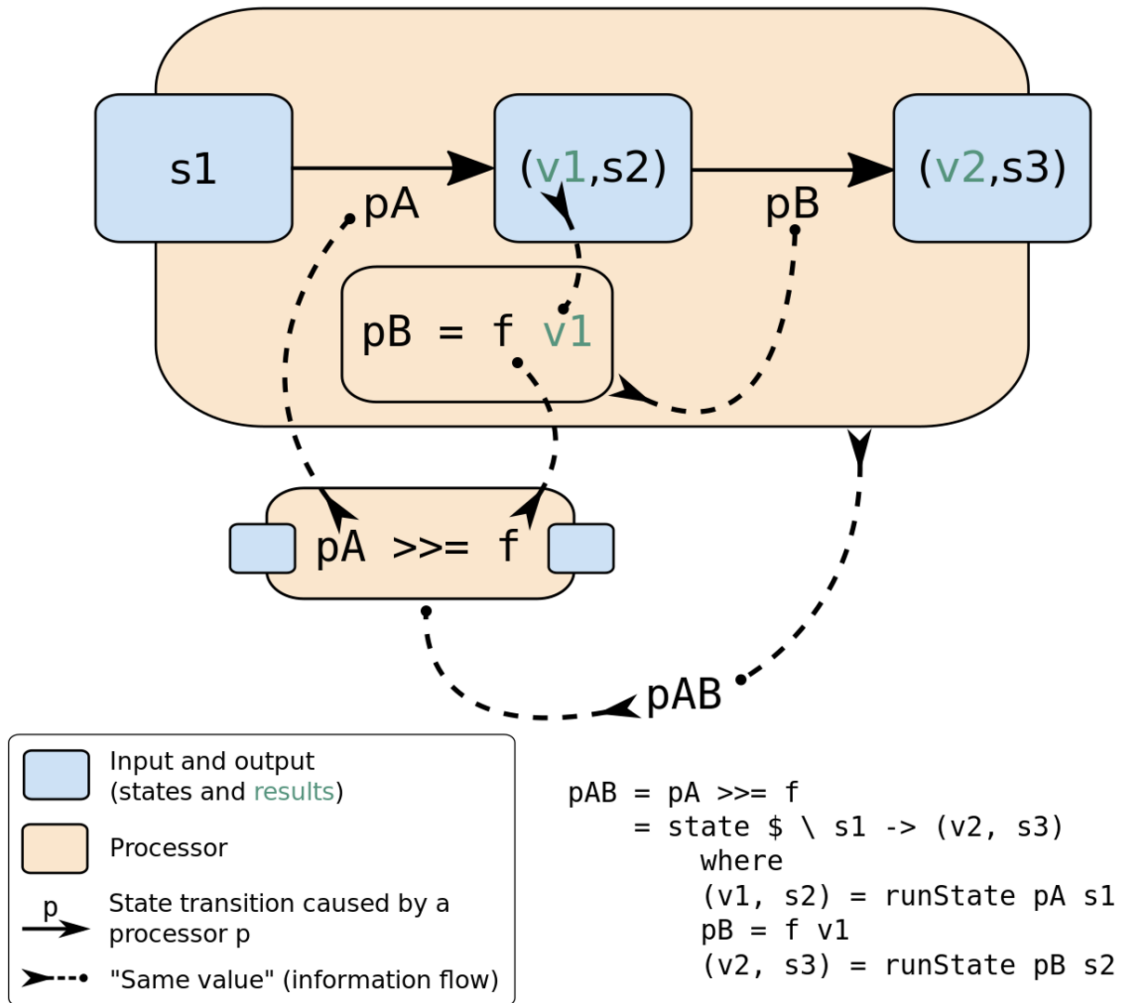 s1
(v1,s2)
(v2,s3)
pA
pB
pB = f v1
pA >>= f
pAB
Input and output
(states and results)
Processor
p
State transition caused by a
processor p
"Same value" (information flow)
pAB = pA >>= f
    = state $ \ s1 -> (v2, s3)
        where
        (v1, s2) = runState pA s1
        pB = f v1
        (v2, s3) = runState pB s2